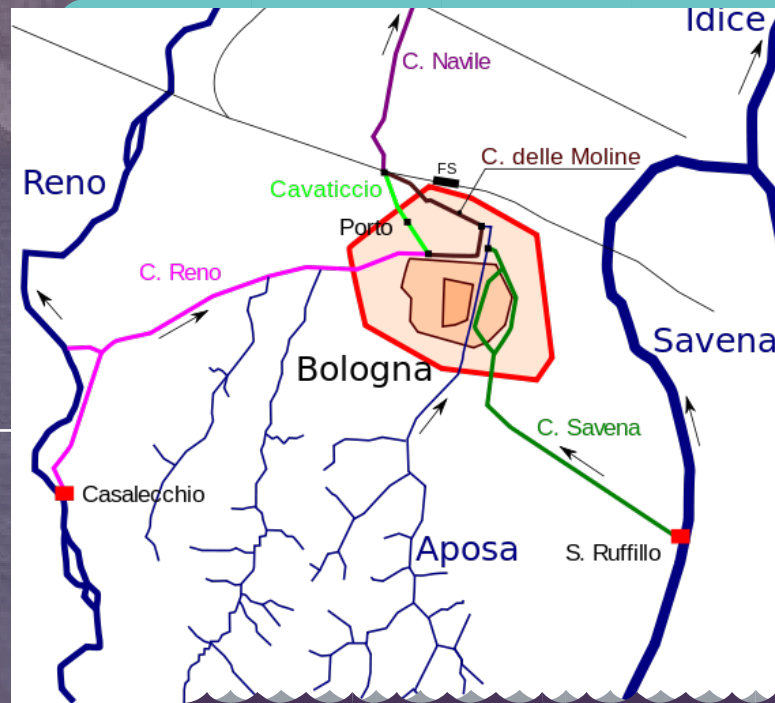 Idice
C. Navile
C. delle Moline
FS
Reno
Cavaticcio
Porto
C. Reno
Savena
Bologna
C. Savena
Casalecchio
Aposa
S. Ruffillo